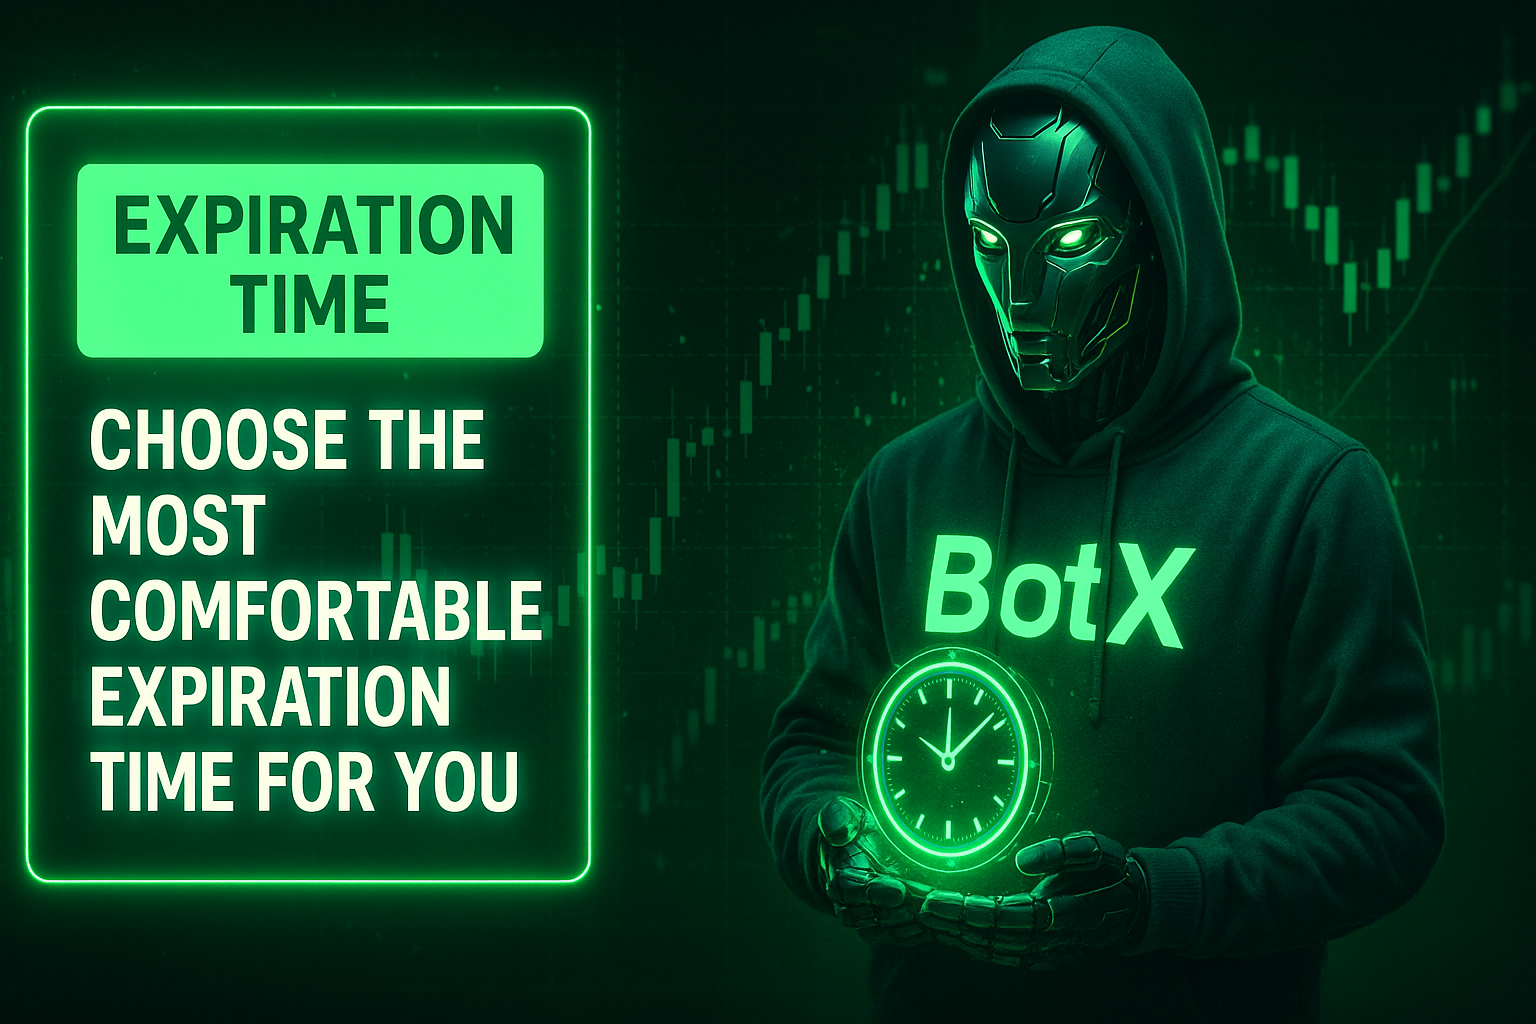 EXPIRATION
TIME
CHOOSE THE
MOST
COMFORTABLE
EXPIRATION
TIME FOR YOU
BotX